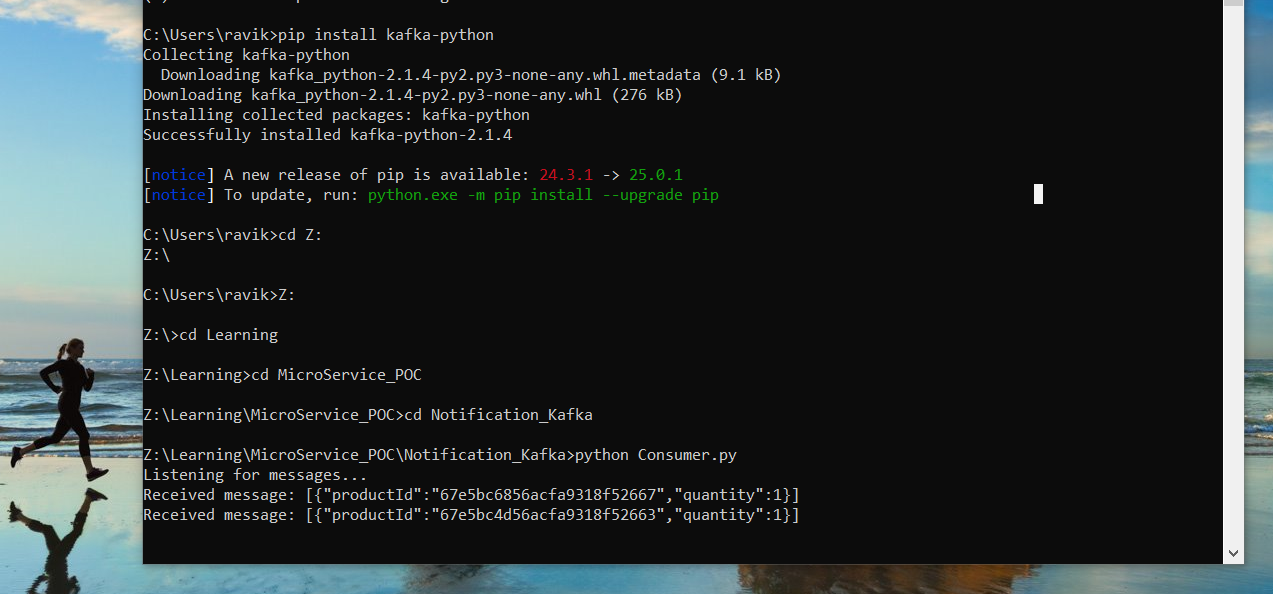 C:\Users\ravik>pip install kafka-python
Collecting kafka-python
  Downloading kafka_python-2.1.4-py2.py3-none-any.whl.metadata (9.1 kB)
Downloading kafka_python-2.1.4-py2.py3-none-any.whl (276 kB)
Installing collected packages: kafka-python
Successfully installed kafka-python-2.1.4
[notice] A new release of pip is available: 24.3.1 -> 25.0.1
[notice] To update, run: python.exe -m pip install --upgrade pip
C:\Users\ravik>cd Z:
Z:\
C:\Users\ravik>Z:
Z:\>cd Learning
Z:\Learning>cd MicroService_POC
Z:\Learning\MicroService_POC>cd Notification_Kafka
Z:\Learning\MicroService_POC\Notification_Kafka>python Consumer.py
Listening for messages...
Received message: [{"productId":"67e5bc6856acfa9318f52667","quantity":1}]
Received message: [{"productId":"67e5bc4d56acfa9318f52663","quantity":1}]